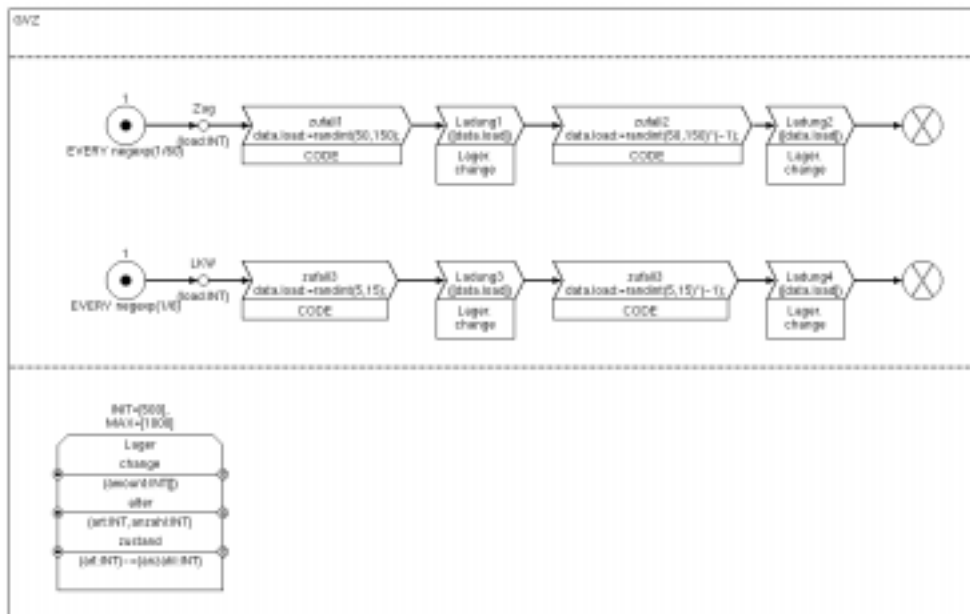 GVZ
1
Zug
zufall1
Ladung1
zufall2
Ladung2
data.load:=randint(50,150);
([data.load])
data.load:=randint(50,150)*(-1);
([data.load])
EVERY negexp(1/60)
(load:INT)
CODE
Lager.
change
CODE
Lager.
change
1
LKW
zufall3
Ladung3
zufall3
Ladung4
data.load:=randint(5,15);
([data.load])
data.load:=randint(5,15)*(-1);
([data.load])
EVERY negexp(1/6)
(load:INT)
CODE
Lager.
change
CODE
Lager.
change
INIT=[500],
MAX=[1000]
Lager
change
(amount:INT[])
alter
(art:INT,anzahl:INT)
zustand
(art:INT)-->(anzahl:INT)